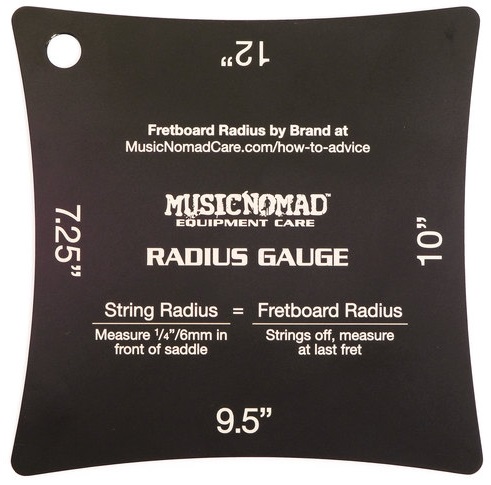 12”
Fretboard Radius by Brand at
MusicNomadCare.com/how-to-advice
7.25”
MUSICNOMAD™
EQUIPMENT CARE
10”
RADIUS GAUGE
String Radius = Fretboard Radius
Measure ¼”/6mm in
front of saddle
Strings off, measure
at last fret
9.5”